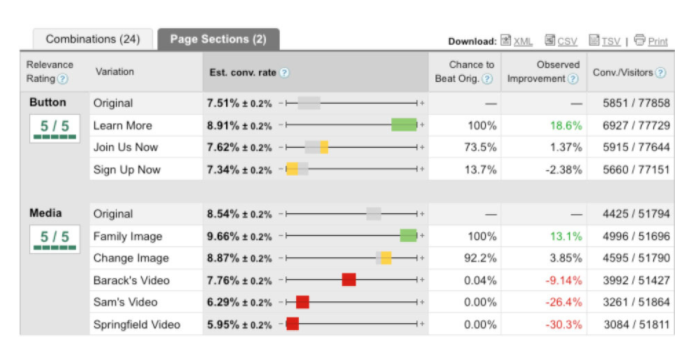 Combinations (24) Page Sections (2) Download: XML CSV TSV | Print
Relevance Rating ? Variation Est. conv. rate ? Chance to Beat Orig. ? Observed Improvement ? Conv./Visitors ?
Button Original 7.51% ± 0.2% – + — — 5851 / 77858
5 / 5 Learn More 8.91% ± 0.2% – + 100% 18.6% 6927 / 77729
Join Us Now 7.62% ± 0.2% – + 73.5% 1.37% 5915 / 77644
Sign Up Now 7.34% ± 0.2% – + 13.7% -2.38% 5660 / 77151
Media Original 8.54% ± 0.2% – + — — 4425 / 51794
5 / 5 Family Image 9.66% ± 0.2% – + 100% 13.1% 4996 / 51696
Change Image 8.87% ± 0.2% – + 92.2% 3.85% 4595 / 51790
Barack's Video 7.76% ± 0.2% – + 0.04% -9.14% 3992 / 51427
Sam's Video 6.29% ± 0.2% – + 0.00% -26.4% 3261 / 51864
Springfield Video 5.95% ± 0.2% – + 0.00% -30.3% 3084 / 51811